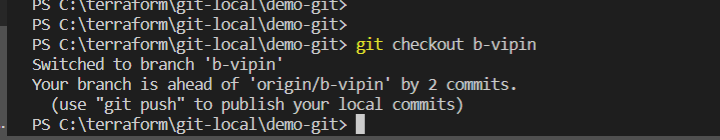 PS C:\terraform\git-local\demo-git>
PS C:\terraform\git-local\demo-git>
PS C:\terraform\git-local\demo-git> git checkout b-vipin
Switched to branch 'b-vipin'
Your branch is ahead of 'origin/b-vipin' by 2 commits.
  (use "git push" to publish your local commits)
PS C:\terraform\git-local\demo-git>